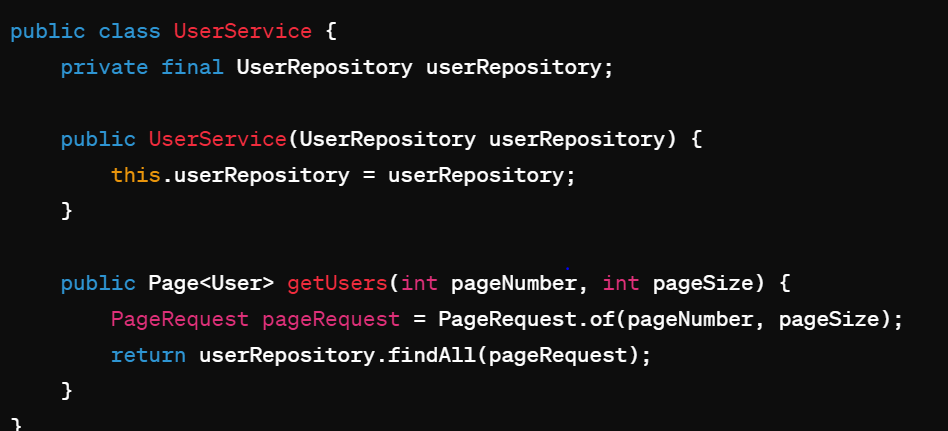 public class UserService {
    private final UserRepository userRepository;

    public UserService(UserRepository userRepository) {
        this.userRepository = userRepository;
    }

    public Page<User> getUsers(int pageNumber, int pageSize) {
        PageRequest pageRequest = PageRequest.of(pageNumber, pageSize);
        return userRepository.findAll(pageRequest);
    }
}